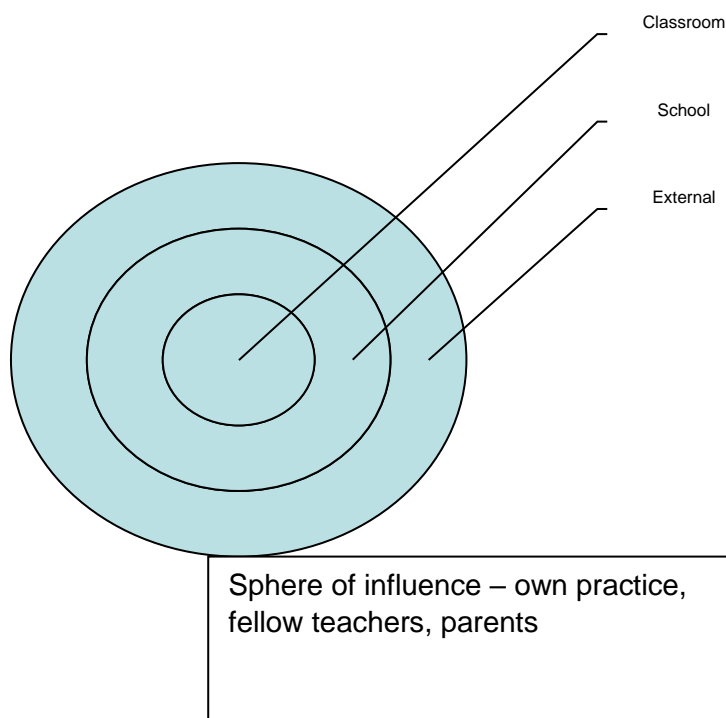 Classroom
School
External
Sphere of influence – own practice,
fellow teachers, parents